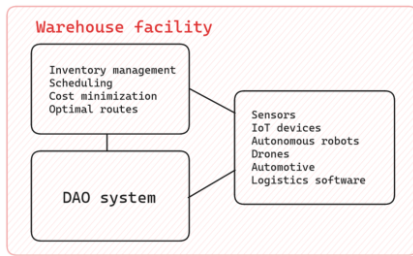 Warehouse facility
Inventory management
Scheduling
Cost minimization
Optimal routes
DAO system
Sensors
IoT devices
Autonomous robots
Drones
Automotive
Logistics software